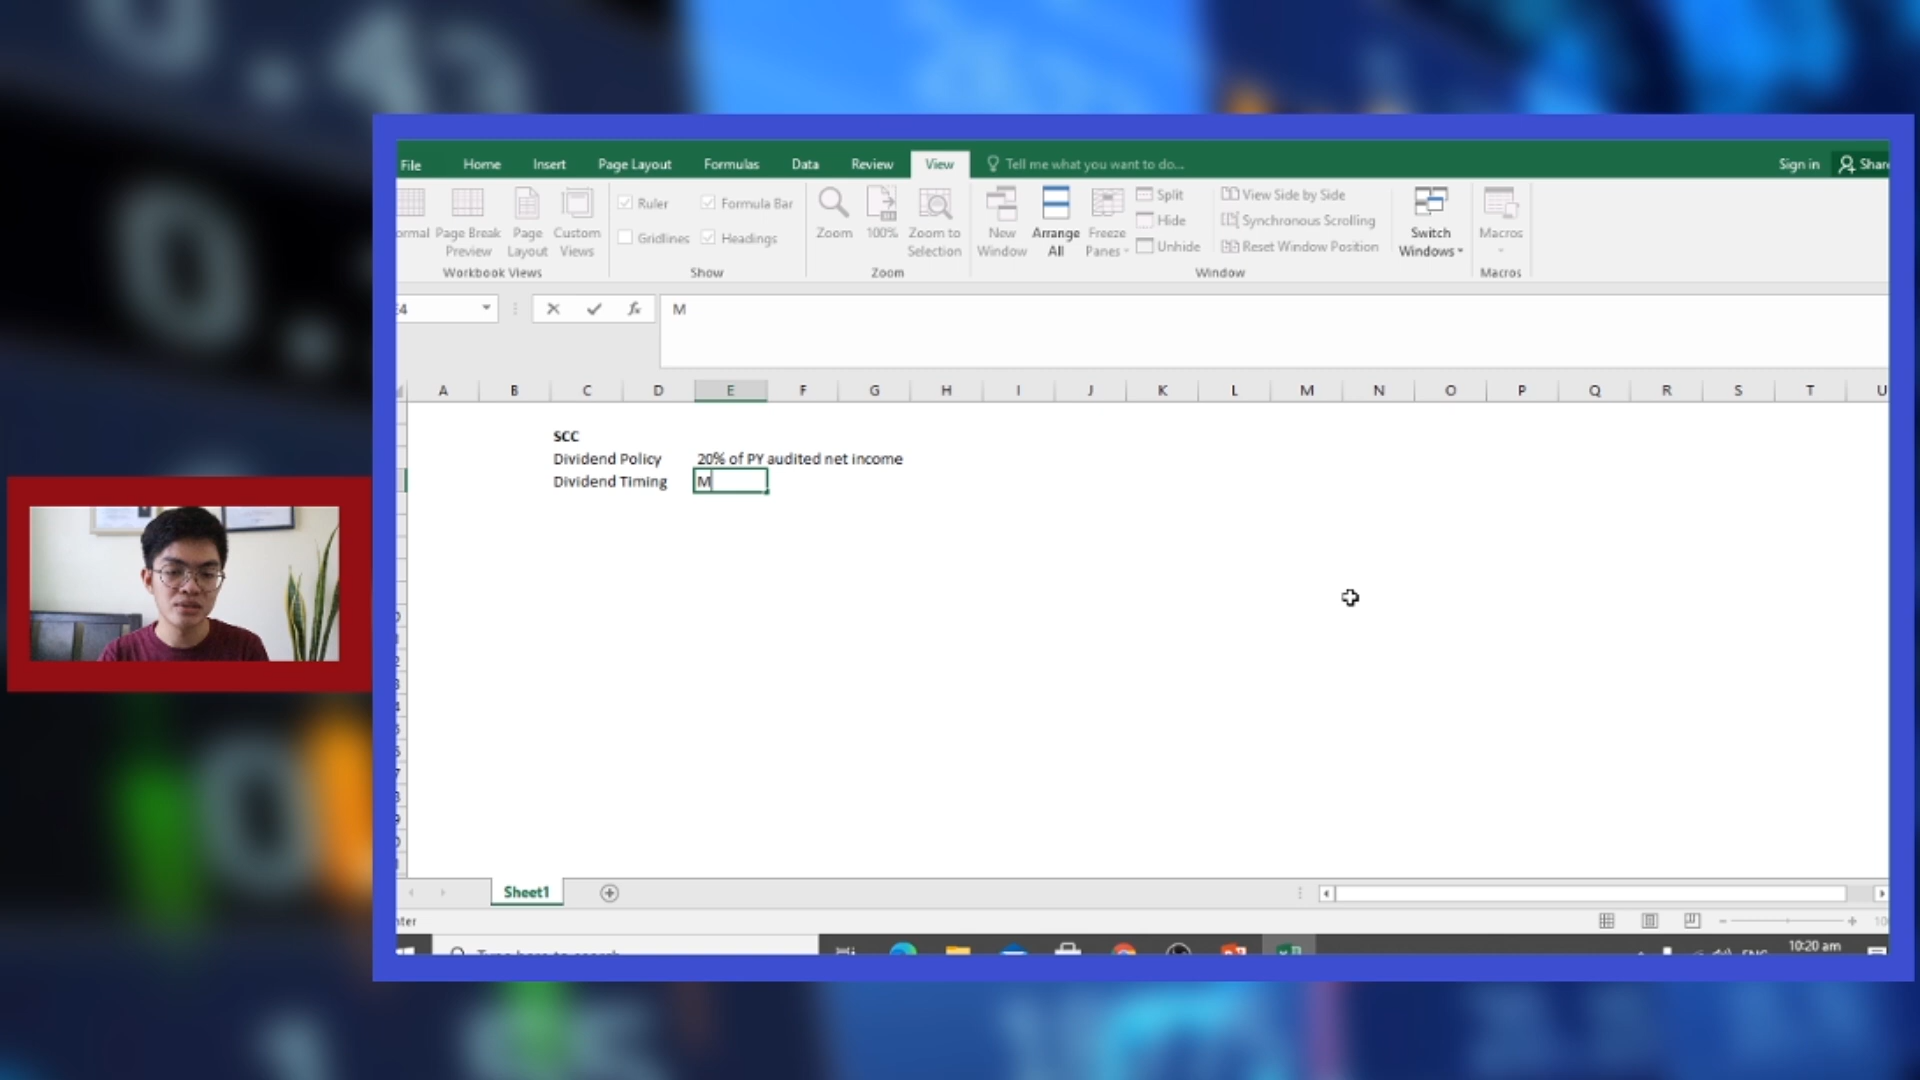 File Home Insert Page Layout Formulas Data Review View Tell me what you want to do... Sign in
Ruler Formula Bar Split View Side by Side
Page Break Page Custom Zoom 100% Zoom to New Arrange Freeze Hide Synchronous Scrolling Switch Macros
Preview Layout Views Gridlines Headings Selection Window All Panes Unhide Reset Window Position Windows
Workbook Views Show Zoom Window Macros
M
A B C D E F G H I J K L M N O P Q R S T U
SCC
Dividend Policy 20% of PY audited net income
Dividend Timing M
Sheet1
10:20 am